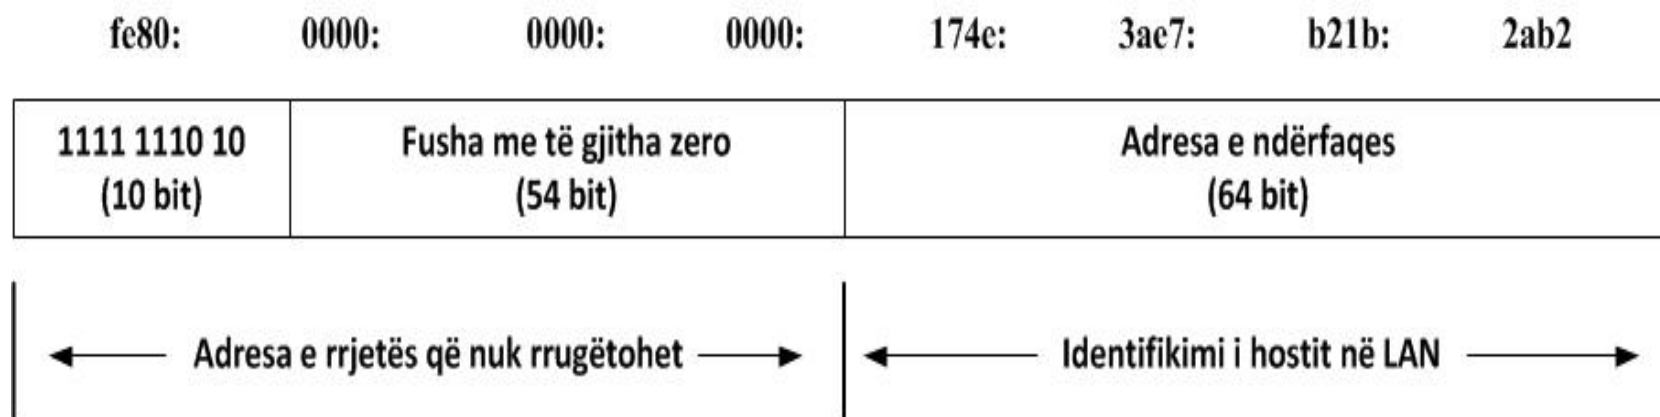 fe80: 0000: 0000: 0000: 174e: 3ae7: b21b: 2ab2
1111 1110 10
(10 bit)
Fusha me të gjitha zero
(54 bit)
Adresa e ndërfaqes
(64 bit)
Adresa e rrjetës që nuk rrugëtohet
Identifikimi i hostit në LAN